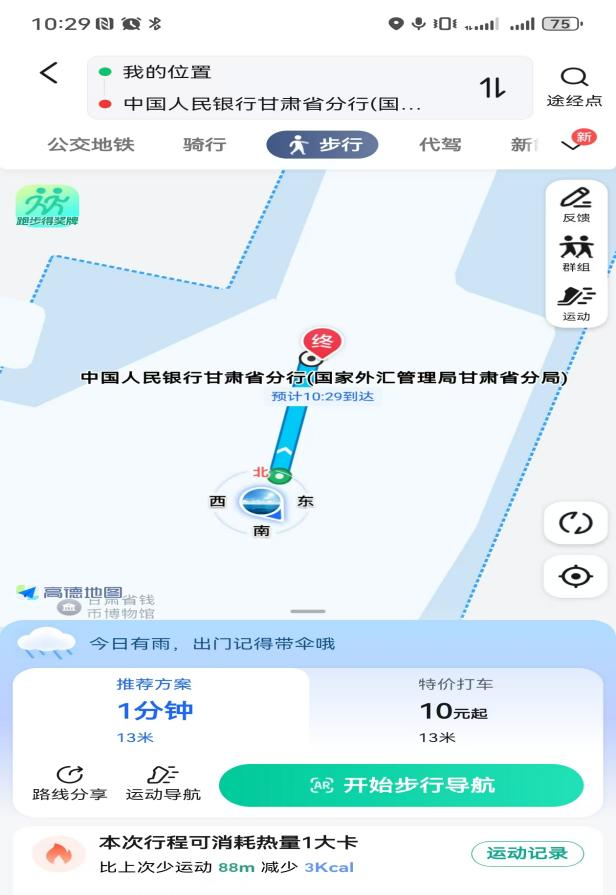 10:29
75
我的位置
中国人民银行甘肃省分行(国...
途经点
公交地铁 骑行 步行 代驾 新
新
跑步得奖牌
反馈
群组
运动
终
中国人民银行甘肃省分行(国家外汇管理局甘肃省分局)
预计10:29到达
北
西 东
南
高德地图
甘肃省钱
币博物馆
今日有雨，出门记得带伞哦
推荐方案 特价打车
1分钟 10元起
13米 13米
路线分享 运动导航 AR 开始步行导航
本次行程可消耗热量1大卡
比上次少运动 88m 减少 3Kcal
运动记录